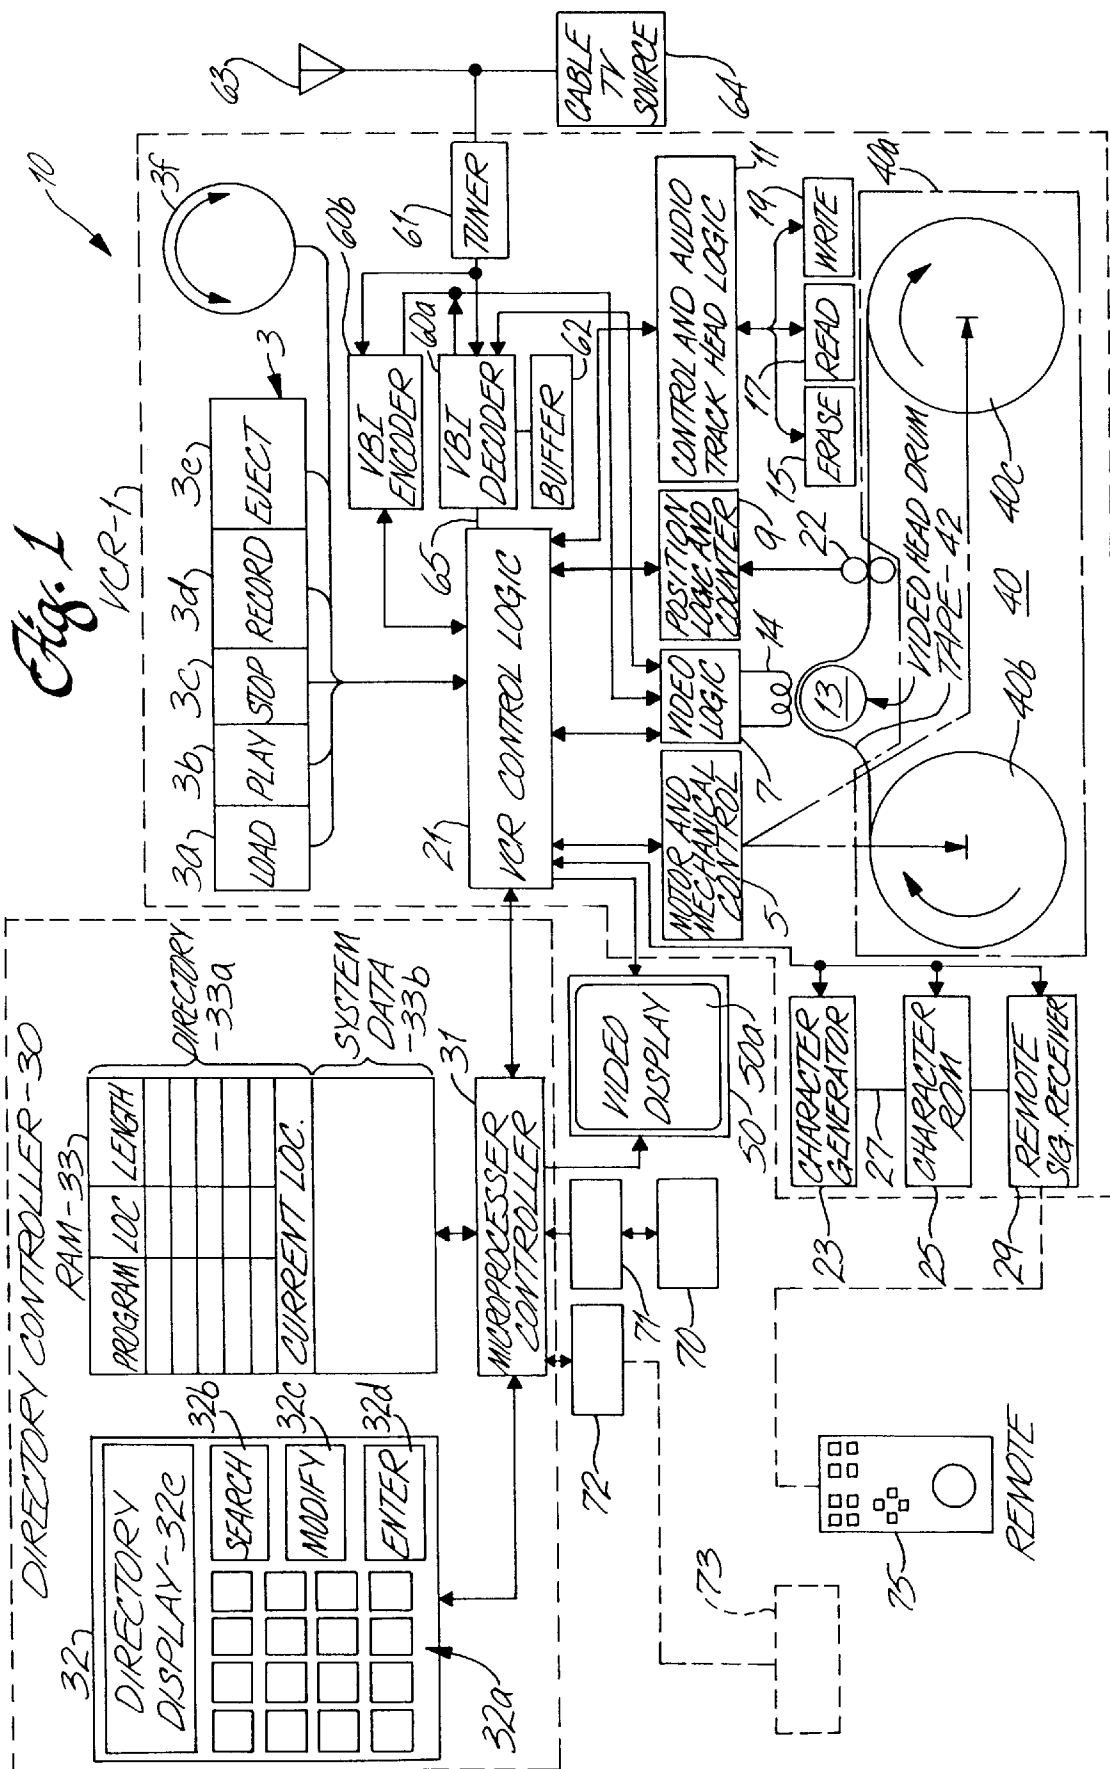 Fig. 1
10
VCR-1
DIRECTORY CONTROLLER-30
32
DIRECTORY
DISPLAY-32e
SEARCH
32b
MODIFY
32c
ENTER
32d
32a
RAM-33
PROGRAM
LOC
LENGTH
CURRENT LOC.
DIRECTORY
-33a
SYSTEM
DATA
-33b
31
MICROPROCESSER
CONTROLLER
3a
3b
3c
3d
3e
LOAD
PLAY
STOP
RECORD
EJECT
3
3f
63
CABLE
TV
SOURCE
64
61
TUNER
60b
VBI
ENCODER
60a
VBI
DECODER
62
BUFFER
65
21
VCR CONTROL LOGIC
MOTOR AND
MECHANICAL
CONTROL
5
VIDEO
LOGIC
7
POSITION
LOGIC AND
COUNTER
9
CONTROL AND AUDIO
TRACK HEAD LOGIC
11
14
22
13
15
ERASE
17
READ
19
WRITE
VIDEO HEAD DRUM
TAPE-42
40a
40b
40
40c
VIDEO
DISPLAY
50
50a
CHARACTER
GENERATOR
23
27
CHARACTER
ROM
25
REMOTE
SIG. RECEIVER
29
72
71
70
73
75
REMOTE